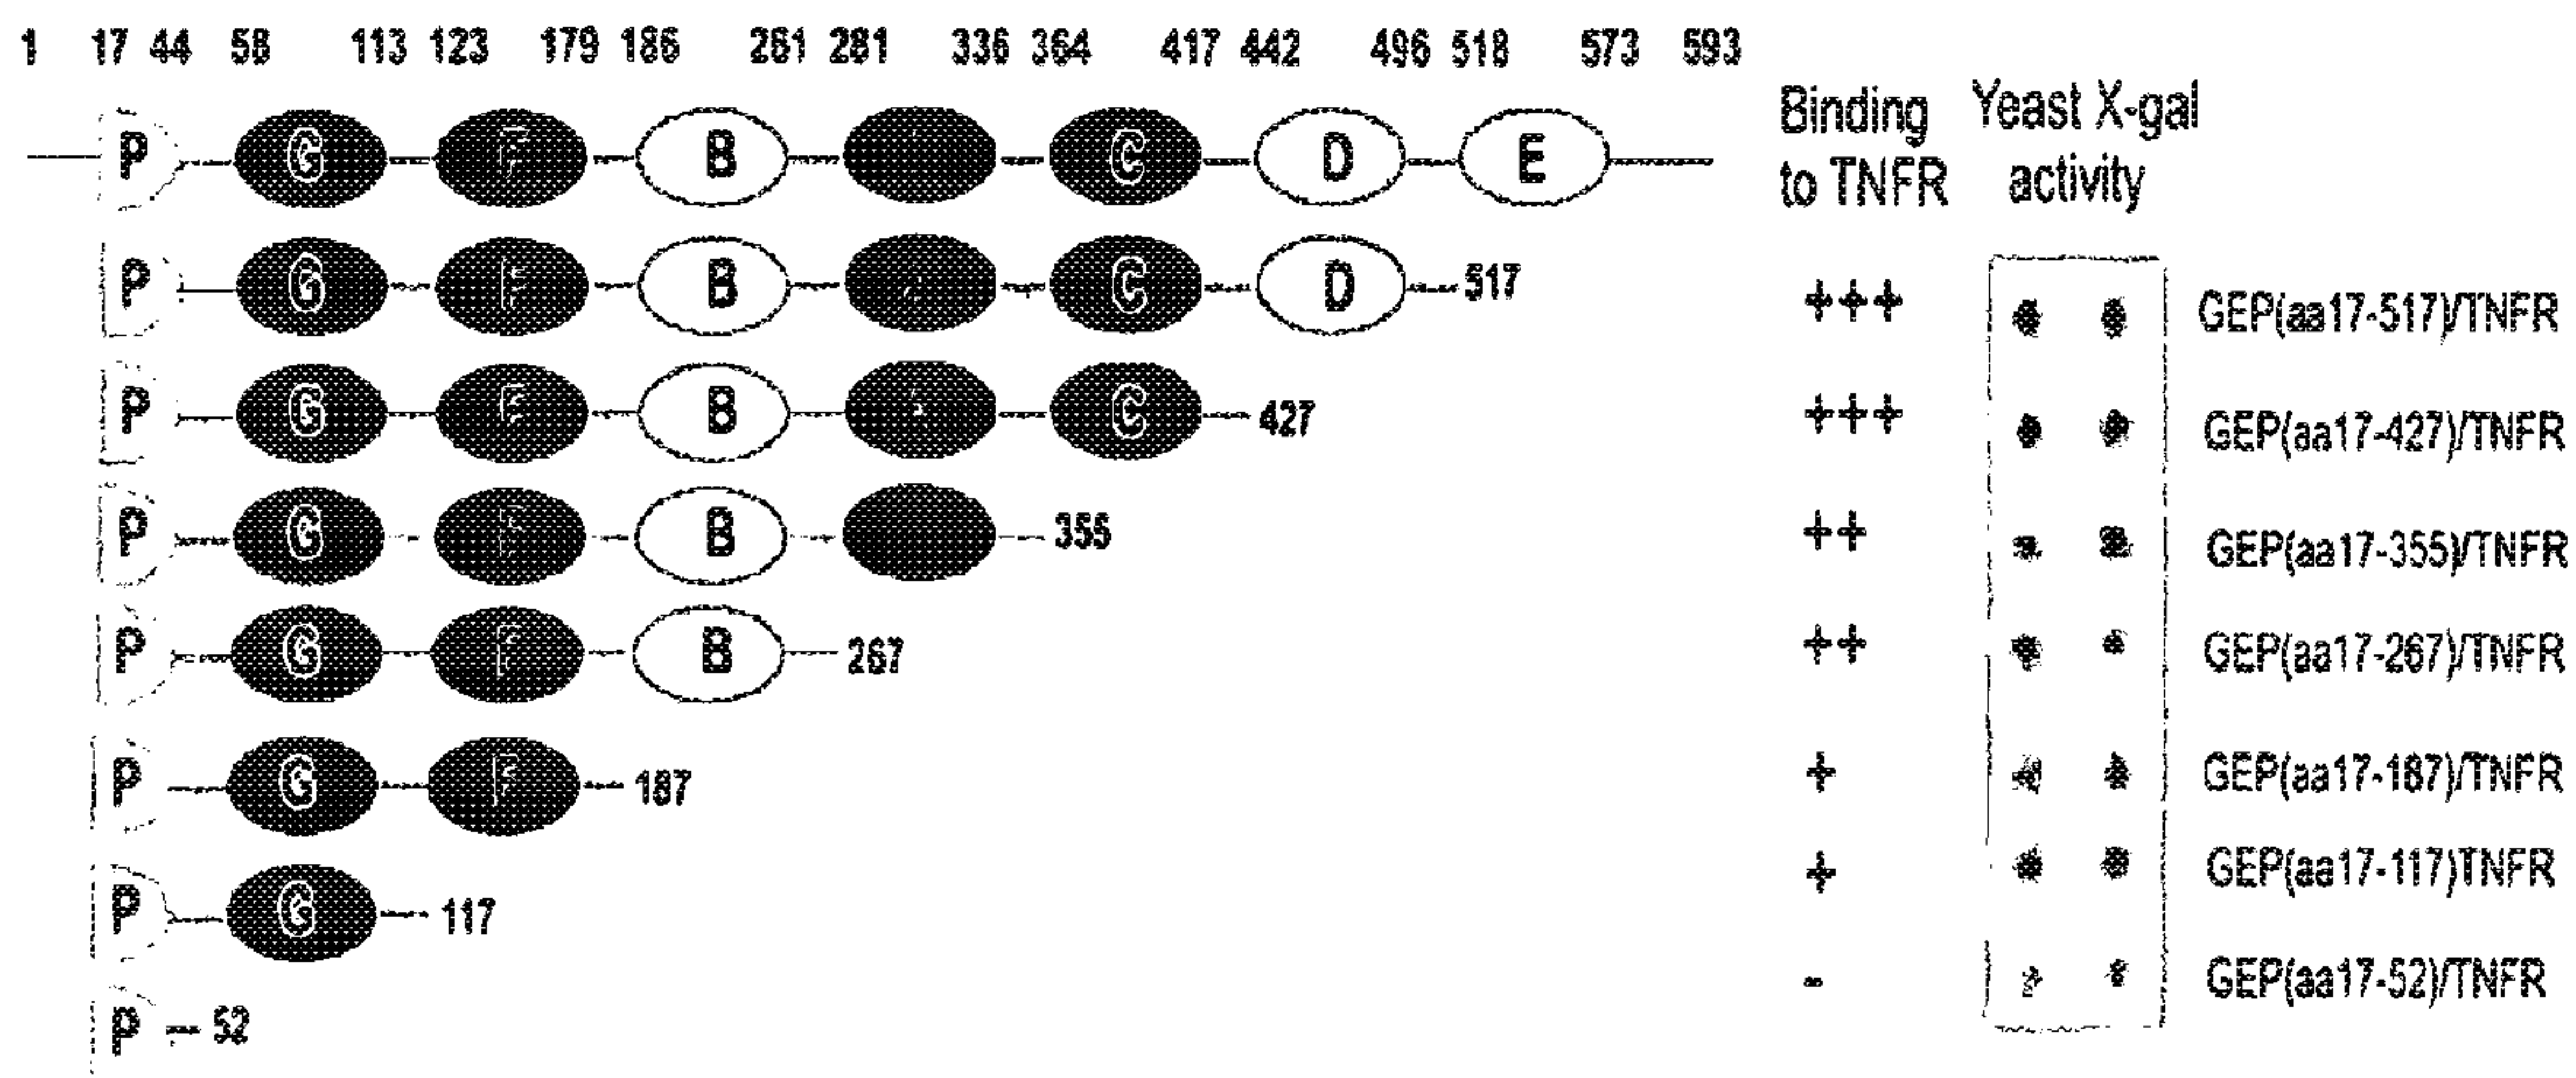 1 17 44 58 113 123 179 186 261 281 336 364 417 442 496 518 573 593
Binding to TNFR
Yeast X-gal activity
P G F B C D E
P G F B C D 517 +++ GEP(aa17-517)/TNFR
P G F B C 427 +++ GEP(aa17-427)/TNFR
P G F B 355 ++ GEP(aa17-355)/TNFR
P G F B 267 ++ GEP(aa17-267)/TNFR
P G F 187 + GEP(aa17-187)/TNFR
P G 117 + GEP(aa17-117)TNFR
P 52 - GEP(aa17-52)/TNFR